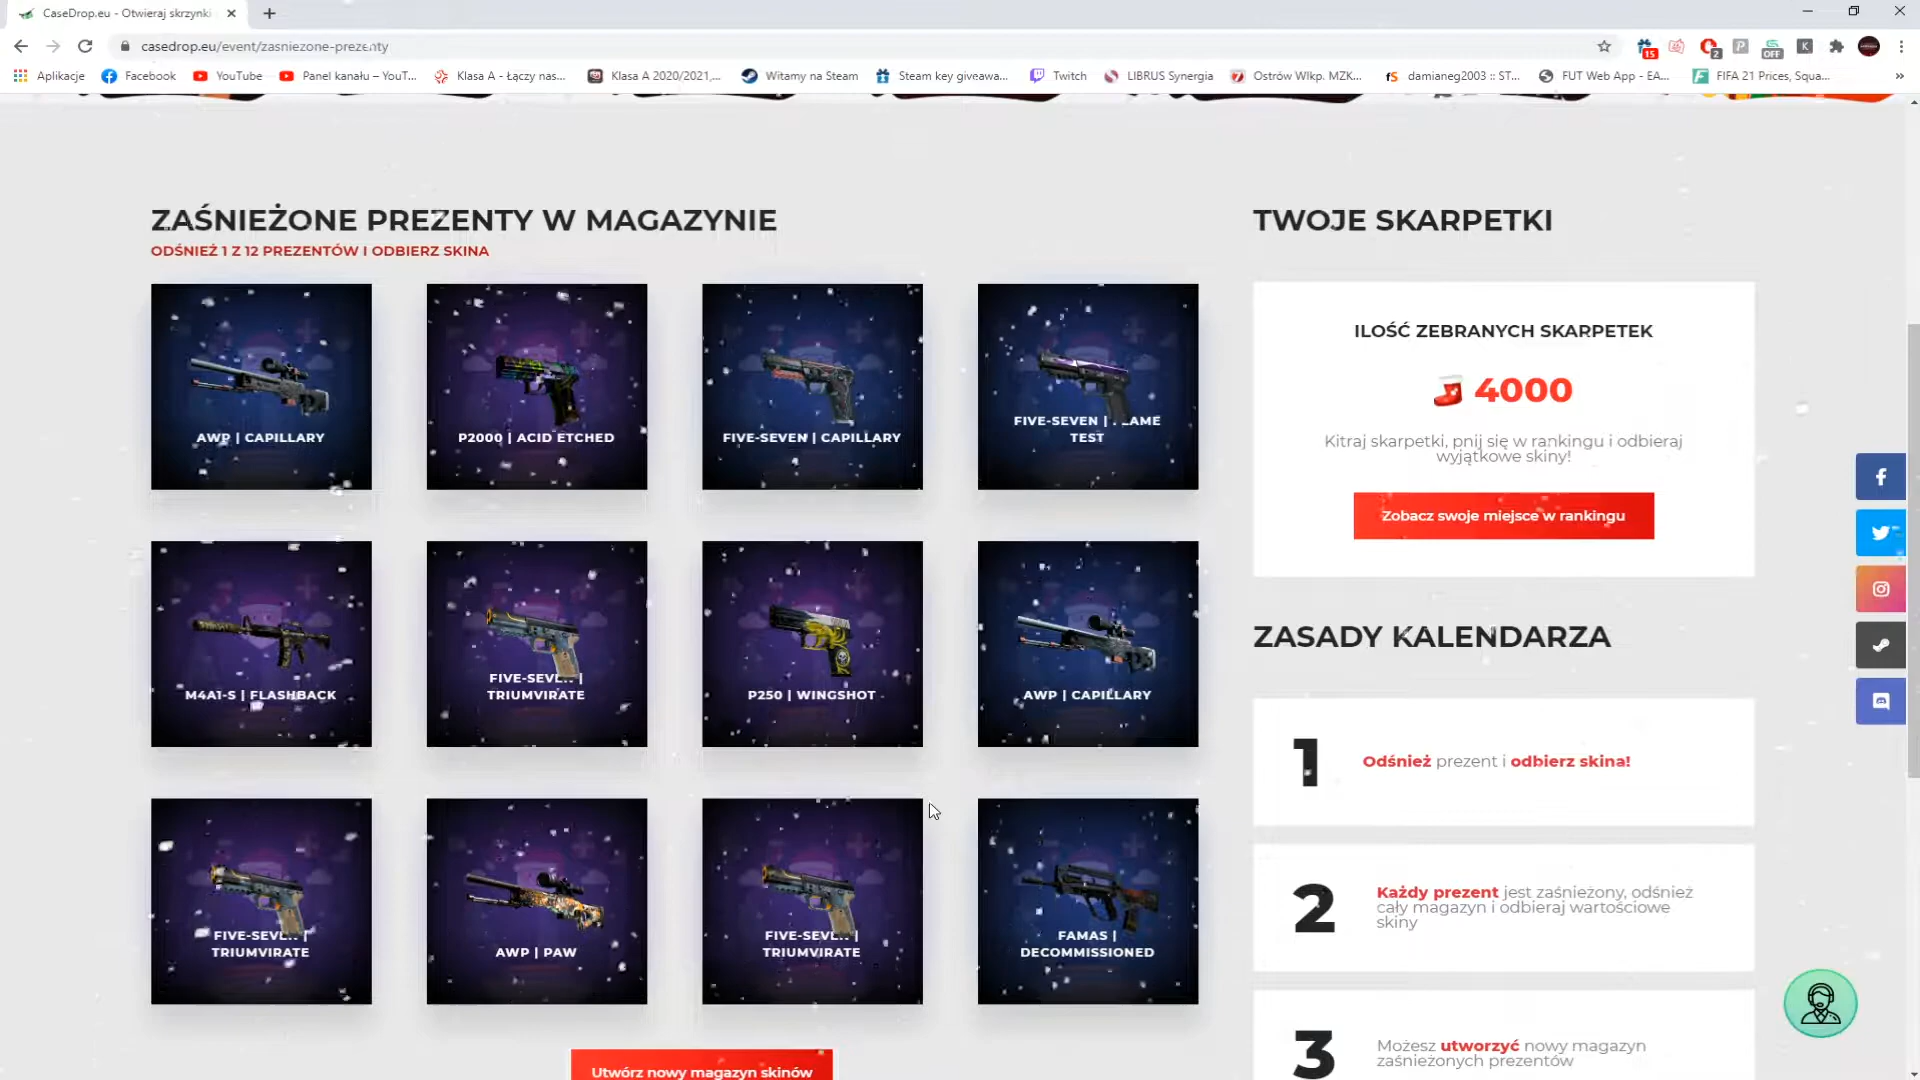 CaseDrop.eu - Otwieraj skrzynki
casedrop.eu/event/zasniezone-prezenty
15
2
OFF
K
Aplikacje
Facebook
YouTube
Panel kanału – YouT...
Klasa A - Łączy nas...
Klasa A 2020/2021,...
Witamy na Steam
Steam key giveawa...
Twitch
LIBRUS Synergia
Ostrów Wlkp. MZK...
damianeg2003 :: ST...
FUT Web App - EA...
FIFA 21 Prices, Squa...
»
ZAŚNIEŻONE PREZENTY W MAGAZYNIE
ODŚNIEŻ 1 Z 12 PREZENTÓW I ODBIERZ SKINA
AWP | CAPILLARY
P2000 | ACID ETCHED
FIVE-SEVEN | CAPILLARY
FIVE-SEVEN |
TEST
M4A1-S | FLASHBACK
FIVE-SEVEN |
TRIUMVIRATE
P250 | WINGSHOT
AWP | CAPILLARY
FIVE-SEVEN |
TRIUMVIRATE
AWP | PAW
FIVE-SEVEN |
TRIUMVIRATE
FAMAS |
DECOMMISSIONED
Utwórz nowy magazyn skinów
TWOJE SKARPETKI
ILOŚĆ ZEBRANYCH SKARPETEK
4000
Kitraj skarpetki, pnij się w rankingu i odbieraj
wyjątkowe skiny!
Zobacz swoje miejsce w rankingu
ZASADY KALENDARZA
1
Odśnież prezent i odbierz skina!
2
Każdy prezent jest zaśnieżony, odśnież
cały magazyn i odbieraj wartościowe
skiny
3
Możesz utworzyć nowy magazyn
zaśnieżonych prezentów